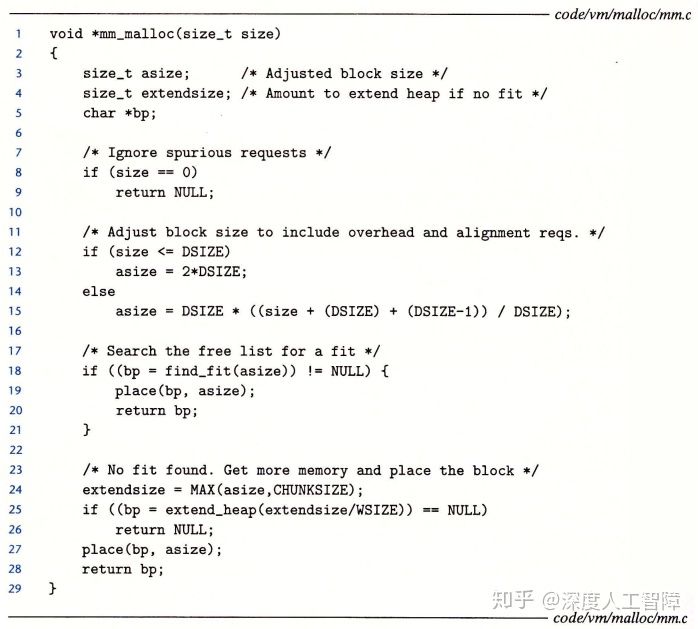 code/vm/malloc/mm.c
1 void *mm_malloc(size_t size)
2 {
3     size_t asize;      /* Adjusted block size */
4     size_t extendsize; /* Amount to extend heap if no fit */
5     char *bp;
6
7     /* Ignore spurious requests */
8     if (size == 0)
9         return NULL;
10
11     /* Adjust block size to include overhead and alignment reqs. */
12     if (size <= DSIZE)
13         asize = 2*DSIZE;
14     else
15         asize = DSIZE * ((size + (DSIZE) + (DSIZE-1)) / DSIZE);
16
17     /* Search the free list for a fit */
18     if ((bp = find_fit(asize)) != NULL) {
19         place(bp, asize);
20         return bp;
21     }
22
23     /* No fit found. Get more memory and place the block */
24     extendsize = MAX(asize,CHUNKSIZE);
25     if ((bp = extend_heap(extendsize/WSIZE)) == NULL)
26         return NULL;
27     place(bp, asize);
28     return bp;
29 }
知乎 @深度人工智障
code/vm/malloc/mm.c